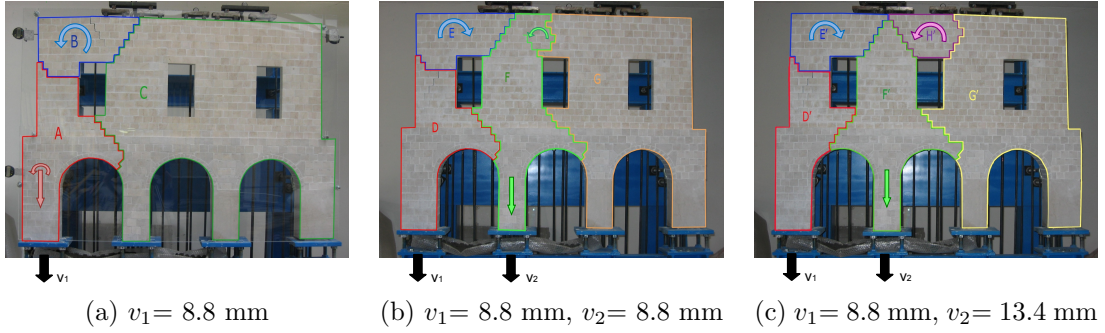 B
C
A
v₁
E
F
G
D
v₁
v₂
E'
H'
F'
G'
D'
v₁
v₂
(a) v₁= 8.8 mm
(b) v₁= 8.8 mm, v₂= 8.8 mm
(c) v₁= 8.8 mm, v₂= 13.4 mm